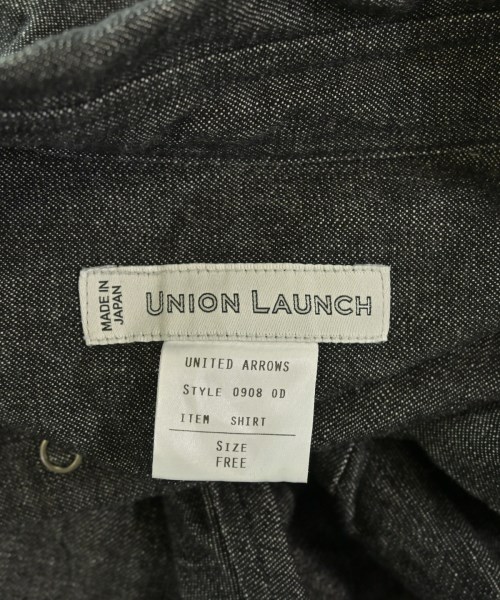 MADE IN
JAPAN
UNION LAUNCH
UNITED ARROWS
STYLE 0908 OD
ITEM SHIRT
SIZE
FREE